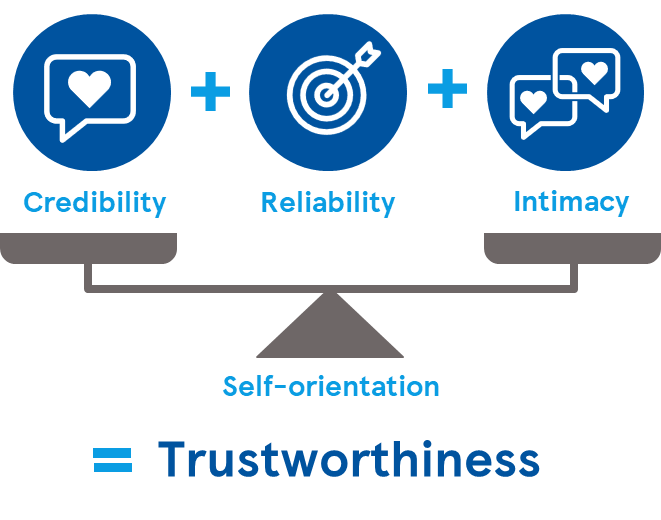 + +
Credibility Reliability Intimacy
Self-orientation
= Trustworthiness